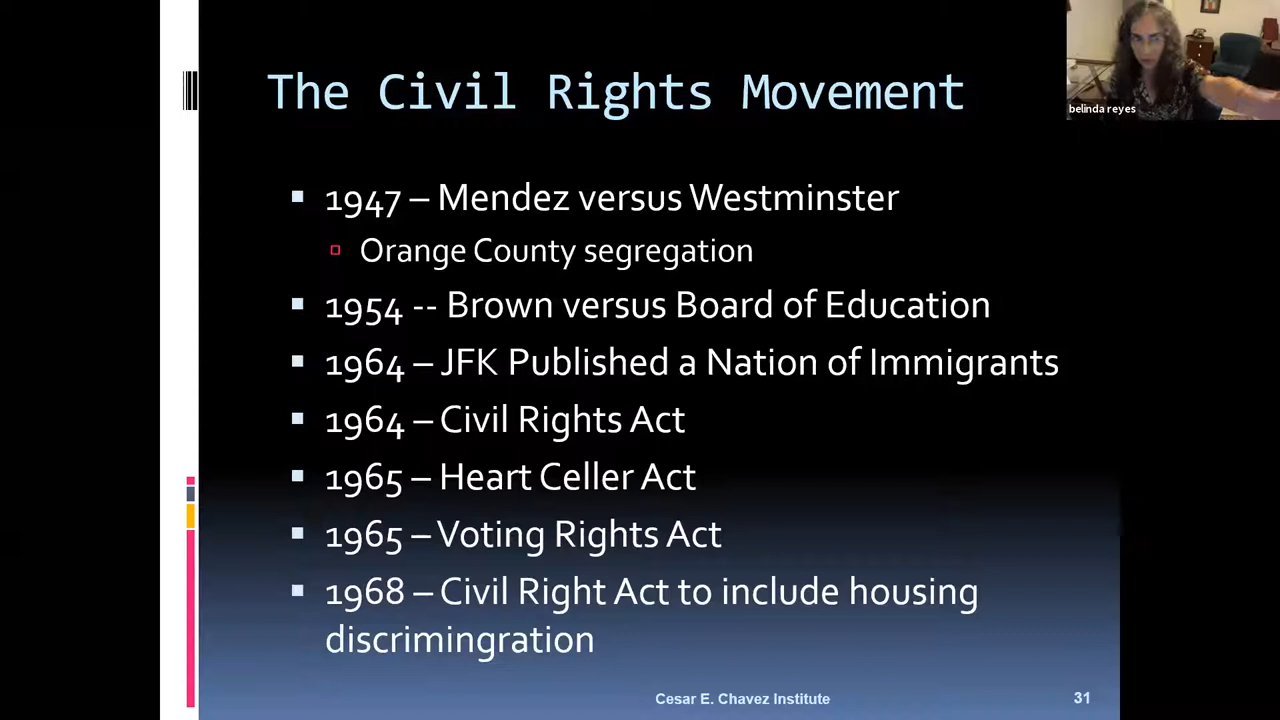 The Civil Rights Movement
belinda reyes
1947 – Mendez versus Westminster
Orange County segregation
1954 -- Brown versus Board of Education
1964 – JFK Published a Nation of Immigrants
1964 – Civil Rights Act
1965 – Heart Celler Act
1965 – Voting Rights Act
1968 – Civil Right Act to include housing
discrimingration
Cesar E. Chavez Institute
31